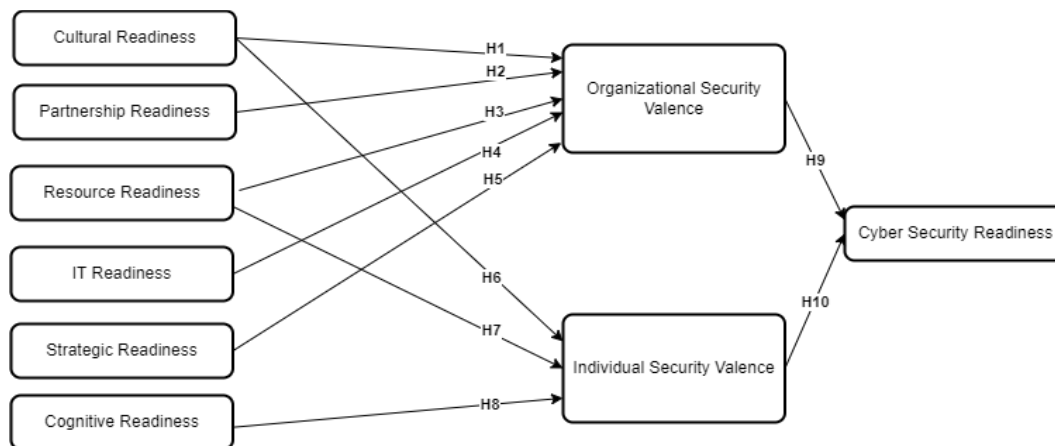 Cultural Readiness
Partnership Readiness
Resource Readiness
IT Readiness
Strategic Readiness
Cognitive Readiness
H1
H2
H3
H4
H5
H6
H7
H8
Organizational Security
Valence
Individual Security Valence
H9
H10
Cyber Security Readiness